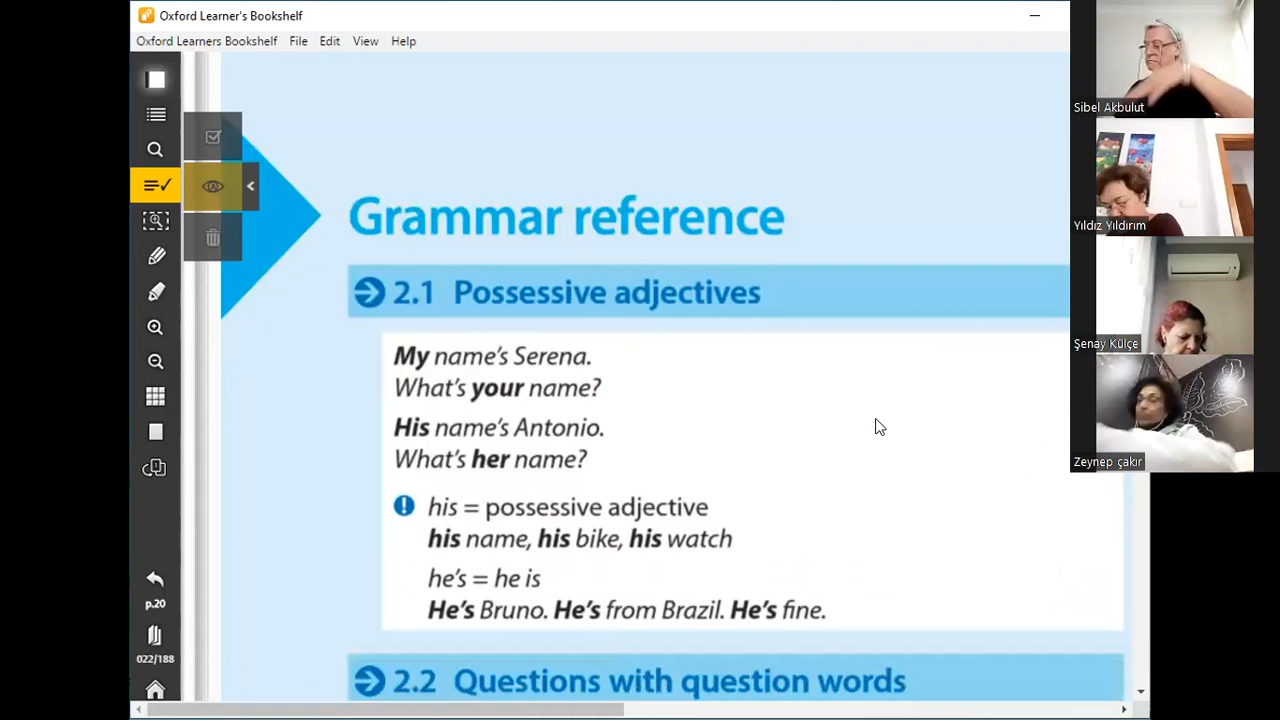 Oxford Learner's Bookshelf
Oxford Learners Bookshelf File Edit View Help
Grammar reference
2.1 Possessive adjectives
My name's Serena.
What's your name?
His name's Antonio.
What's her name?
! his = possessive adjective
his name, his bike, his watch
he's = he is
He's Bruno. He's from Brazil. He's fine.
2.2 Questions with question words
p.20
022/188
Sibel Akbulut
Yıldız Yıldırım
Şenay Külçe
Zeynep çakır